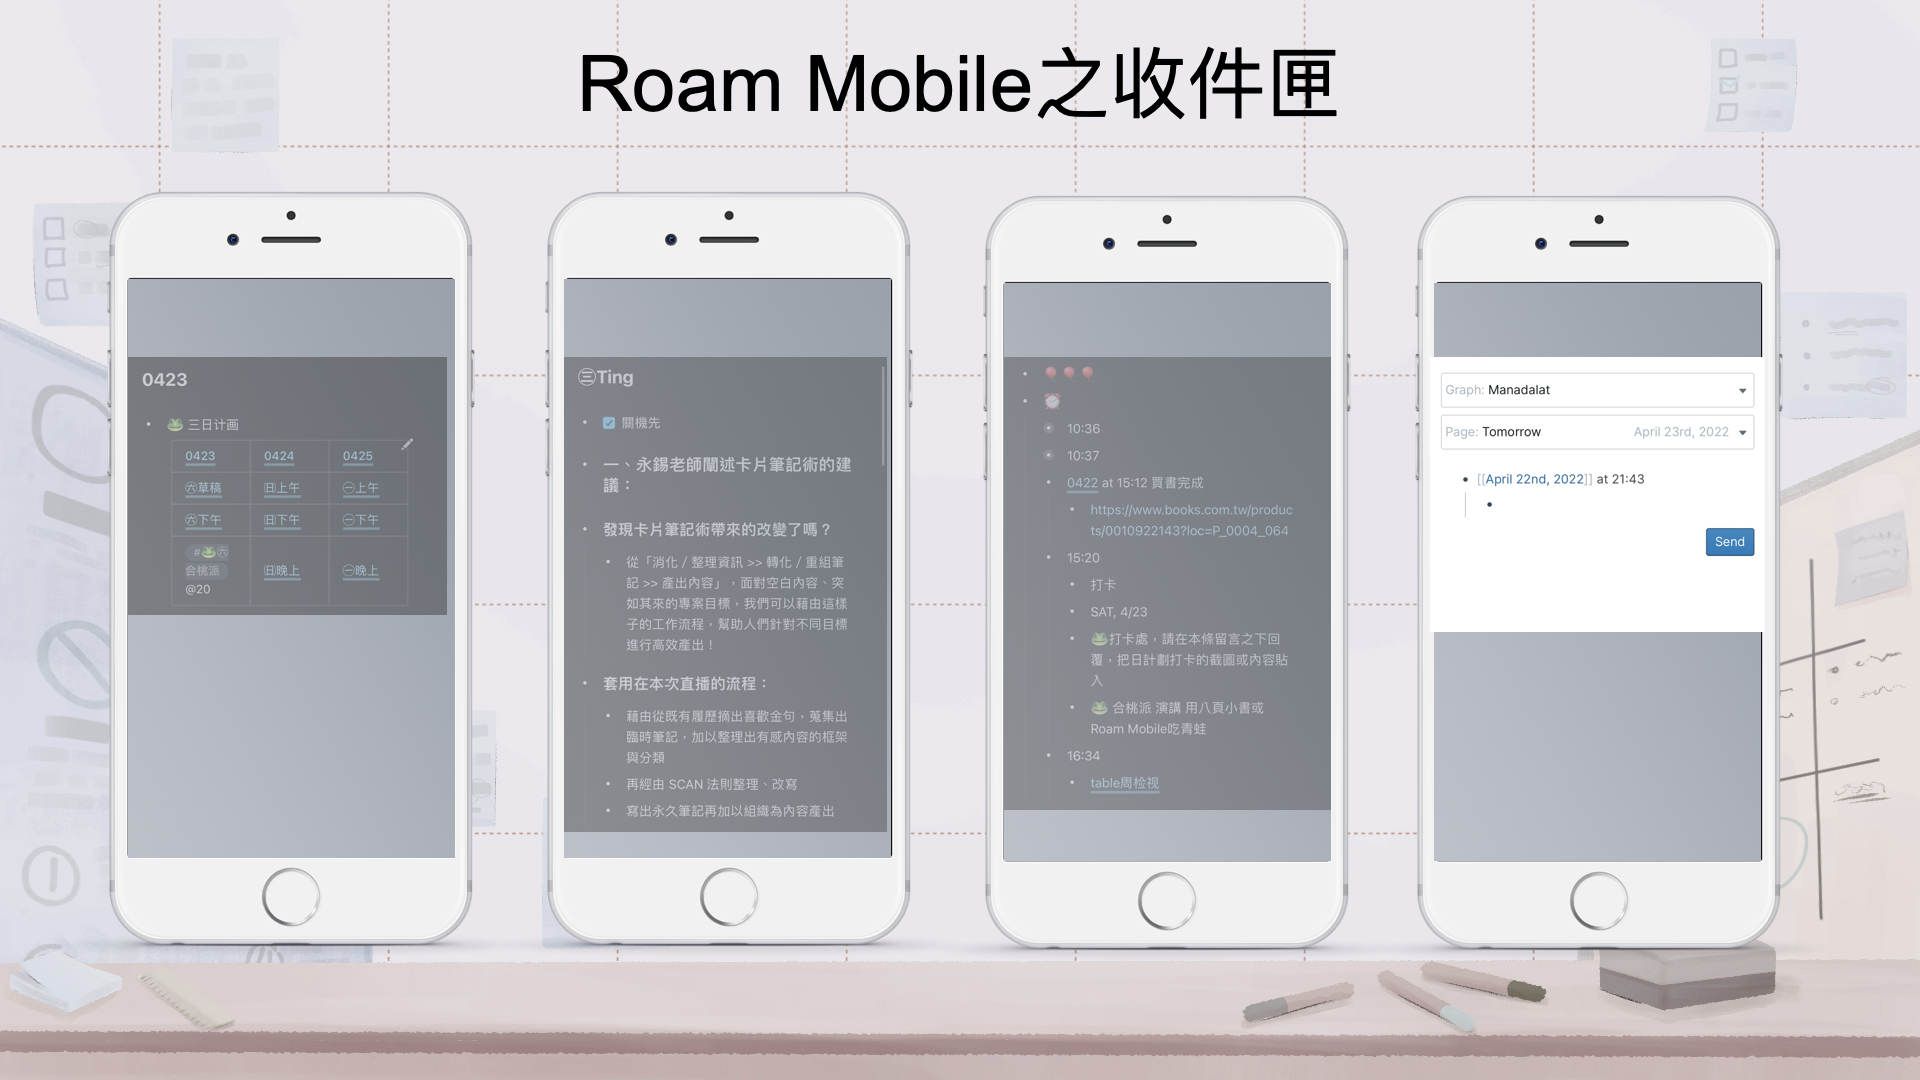 Roam Mobile之收件匣
0423
🐸 三日计画
0423 0424 0425
㊅草稿 ㊐上午 ㊀上午
㊅下午 ㊐下午 ㊀下午
#🐸㊅
合桃派
@20
㊐晚上 ㊀晚上
㊂Ting
關機先
一、永錫老師闡述卡片筆記術的建
議：
發現卡片筆記術帶來的改變了嗎？
從「消化 / 整理資訊 >> 轉化 / 重組筆
記 >> 產出內容」，面對空白內容、突
如其來的專案目標，我們可以藉由這樣
子的工作流程，幫助人們針對不同目標
進行高效產出！
套用在本次直播的流程：
藉由從既有履歷摘出喜歡金句，蒐集出
臨時筆記，加以整理出有感內容的框架
與分類
再經由 SCAN 法則整理、改寫
寫出永久筆記再加以組織為內容產出
🎈🎈🎈
⏰
10:36
10:37
0422 at 15:12 買書完成
https://www.books.com.tw/produc
ts/0010922143?loc=P_0004_064
15:20
打卡
SAT, 4/23
🐸打卡處，請在本條留言之下回
覆，把日計劃打卡的截圖或內容貼
入
🐸 合桃派 演講 用八頁小書或
Roam Mobile吃青蛙
16:34
table周检视
Graph: Manadalat
Page: Tomorrow April 23rd, 2022
[[April 22nd, 2022]] at 21:43
Send